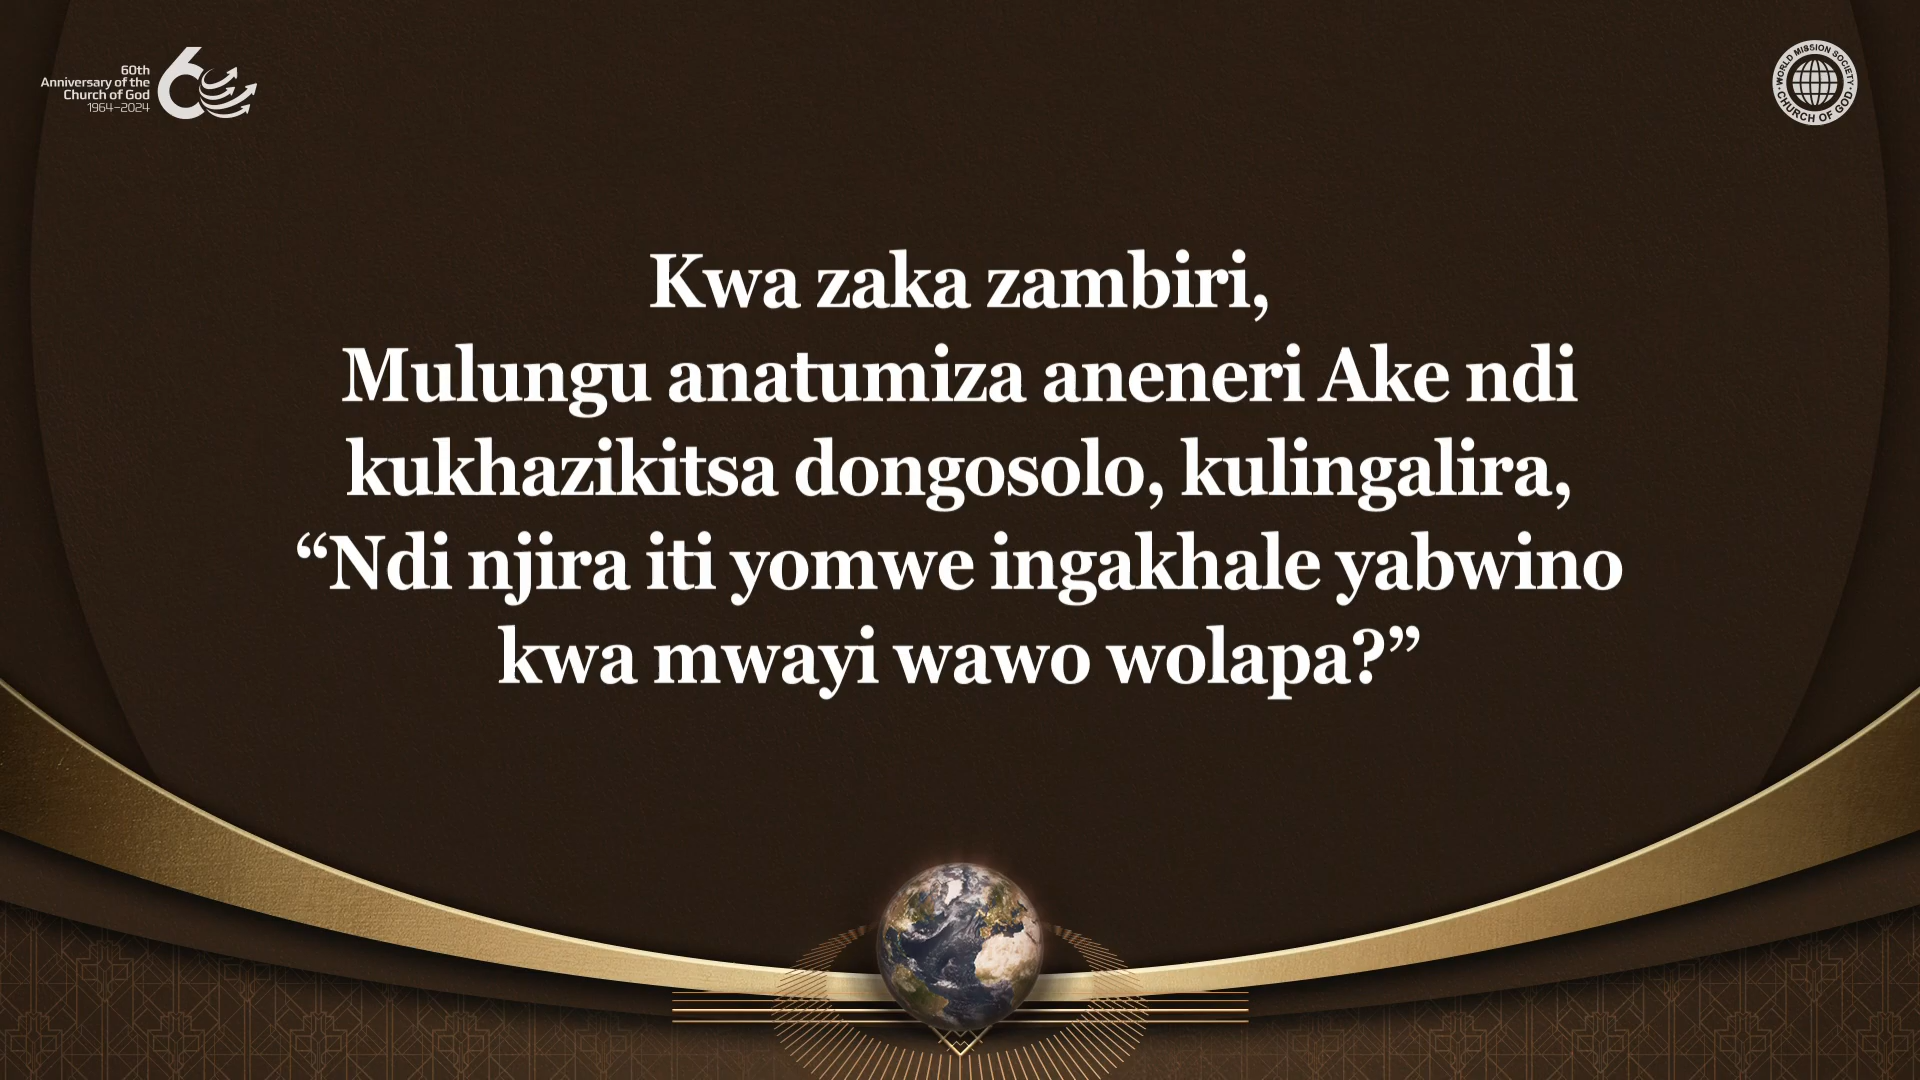 60th
Anniversary of the
Church of God
1964–2024
60
WORLD MISSION SOCIETY
CHURCH OF GOD
Kwa zaka zambiri,
Mulungu anatumiza aneneri Ake ndi
kukhazikitsa dongosolo, kulingalira,
“Ndi njira iti yomwe ingakhale yabwino
kwa mwayi wawo wolapa?”